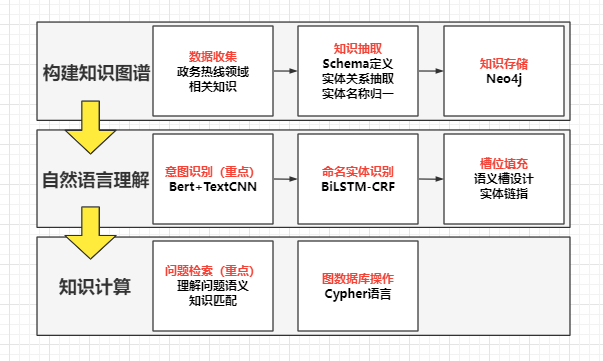 构建知识图谱
数据收集
政务热线领域
相关知识
知识抽取
Schema定义
实体关系抽取
实体名称归一
知识存储
Neo4j
自然语言理解
意图识别（重点）
Bert+TextCNN
命名实体识别
BiLSTM-CRF
槽位填充
语义槽设计
实体链指
知识计算
问题检索（重点）
理解问题语义
知识匹配
图数据库操作
Cypher语言